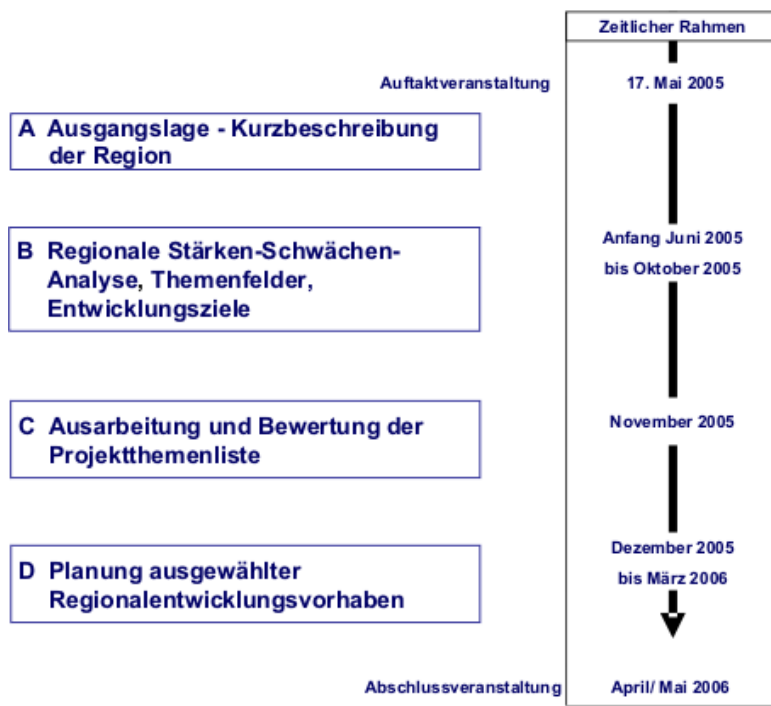 Zeitlicher Rahmen
Auftaktveranstaltung 17. Mai 2005
A Ausgangslage - Kurzbeschreibung
der Region
B Regionale Stärken-Schwächen-
Analyse, Themenfelder,
Entwicklungsziele
Anfang Juni 2005
bis Oktober 2005
C Ausarbeitung und Bewertung der
Projektthemenliste
November 2005
D Planung ausgewählter
Regionalentwicklungsvorhaben
Dezember 2005
bis März 2006
Abschlussveranstaltung April/ Mai 2006